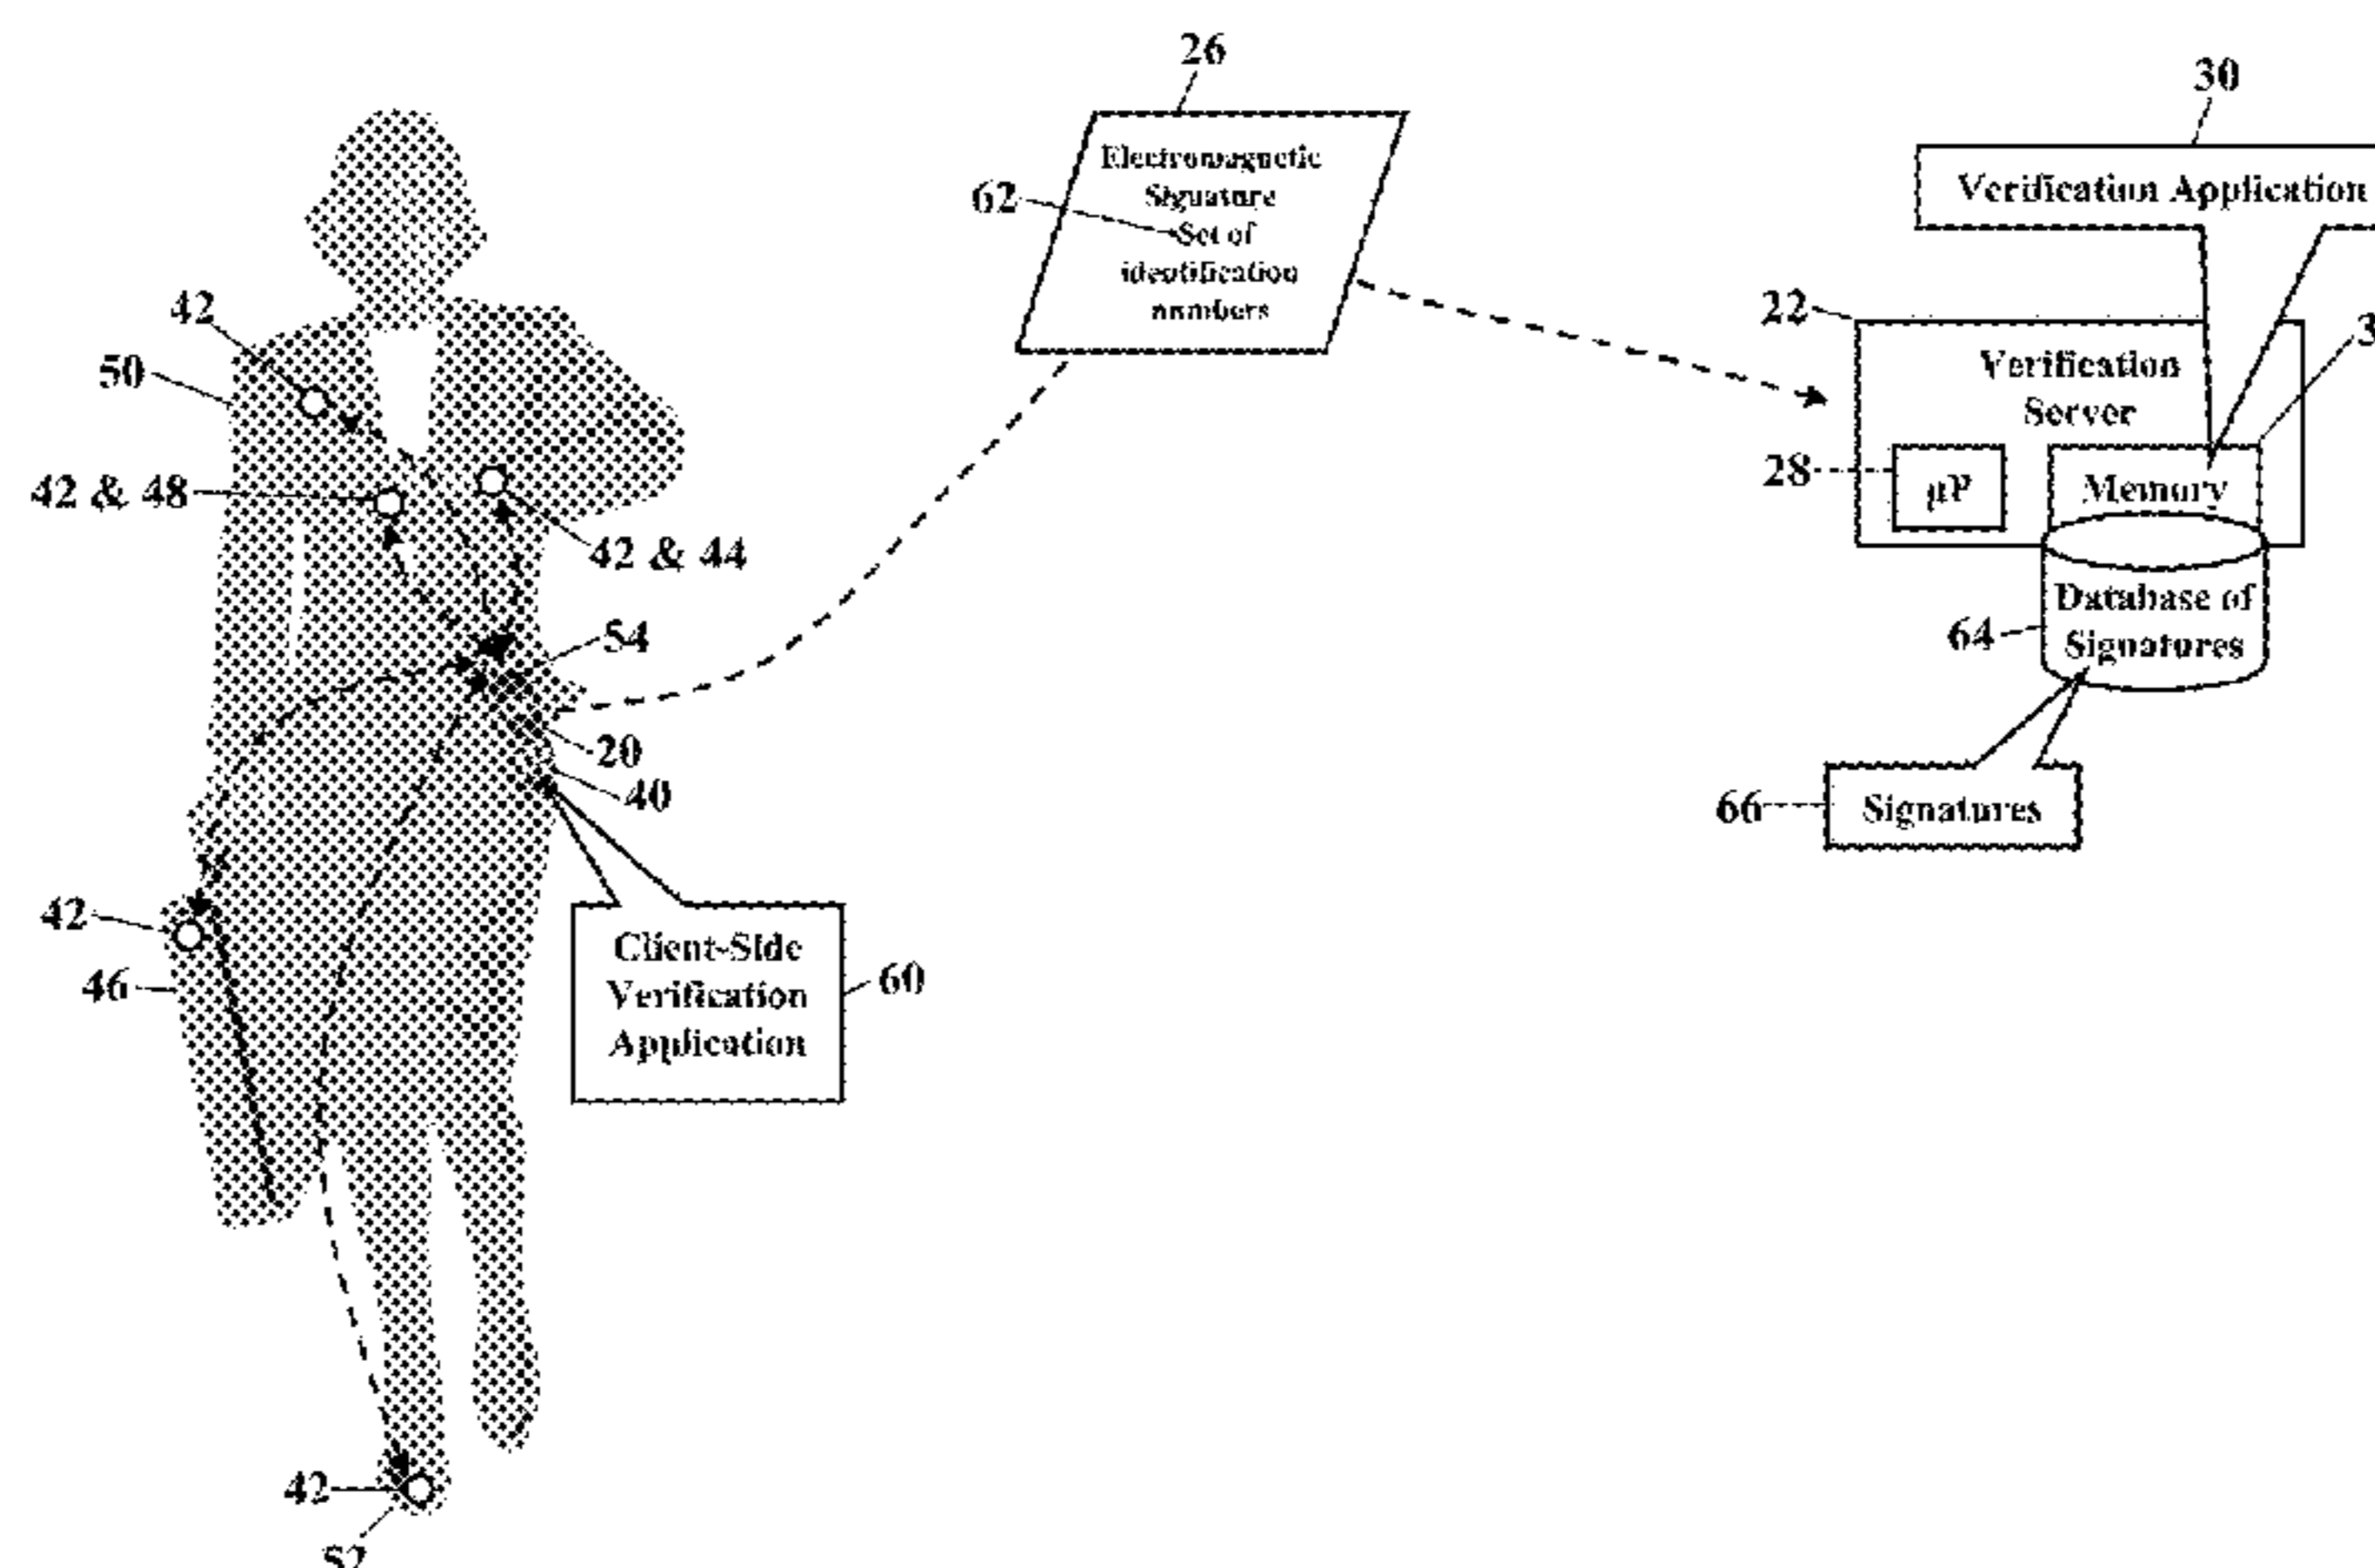 26
30
Electromagnetic
Signature
62
Set of
identification
numbers
Verification Application
42
50
22
3
Verification
Server
28
µP
Memory
42 & 48
42 & 44
54
Database of
Signatures
64
20
40
66
Signatures
42
46
Client-Side
Verification
Application
60
42
52